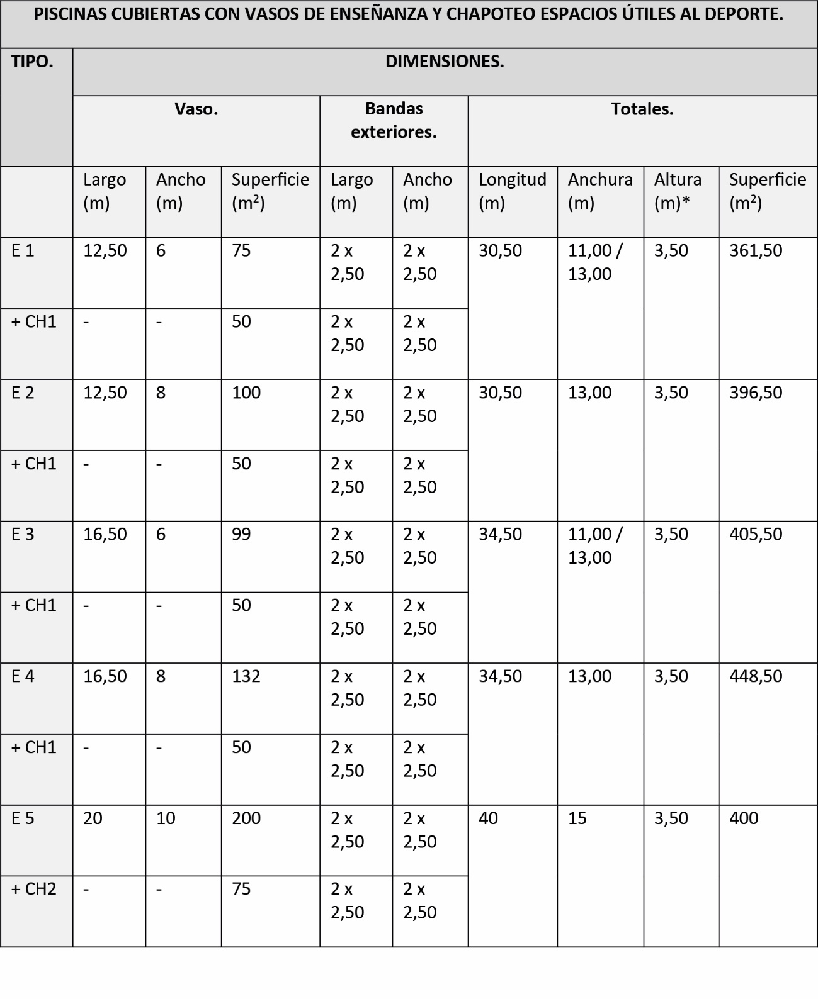 PISCINAS CUBIERTAS CON VASOS DE ENSEÑANZA Y CHAPOTEO ESPACIOS ÚTILES AL DEPORTE.
TIPO. DIMENSIONES.
Vaso. Bandas exteriores. Totales.
Largo (m) Ancho (m) Superficie (m²) Largo (m) Ancho (m) Longitud (m) Anchura (m) Altura (m)* Superficie (m²)
E 1 12,50 6 75 2 x 2,50 2 x 2,50 30,50 11,00 / 13,00 3,50 361,50
+ CH1 - - 50 2 x 2,50 2 x 2,50
E 2 12,50 8 100 2 x 2,50 2 x 2,50 30,50 13,00 3,50 396,50
+ CH1 - - 50 2 x 2,50 2 x 2,50
E 3 16,50 6 99 2 x 2,50 2 x 2,50 34,50 11,00 / 13,00 3,50 405,50
+ CH1 - - 50 2 x 2,50 2 x 2,50
E 4 16,50 8 132 2 x 2,50 2 x 2,50 34,50 13,00 3,50 448,50
+ CH1 - - 50 2 x 2,50 2 x 2,50
E 5 20 10 200 2 x 2,50 2 x 2,50 40 15 3,50 400
+ CH2 - - 75 2 x 2,50 2 x 2,50